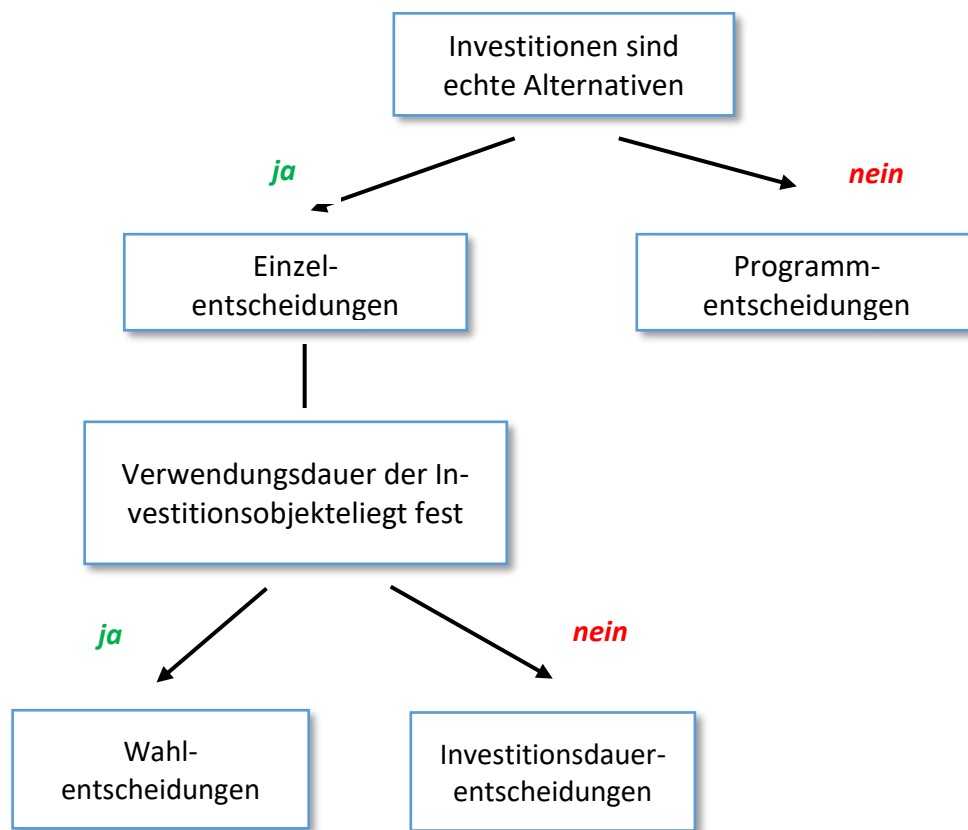 Investitionen sind
echte Alternativen
ja
nein
Einzel-
entscheidungen
Programm-
entscheidungen
Verwendungsdauer der In-
vestitionsobjekteliegt fest
ja
nein
Wahl-
entscheidungen
Investitionsdauer-
entscheidungen